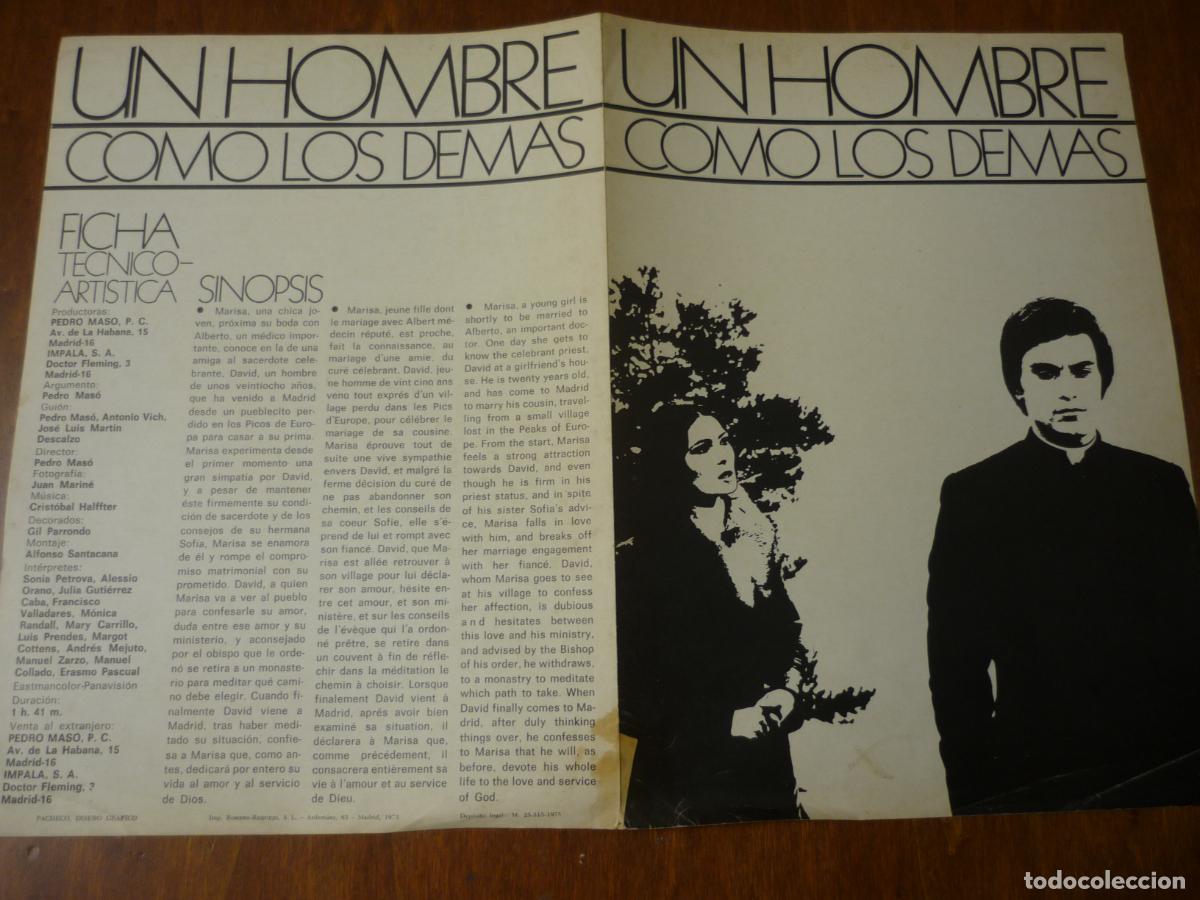 UN HOMBRE
COMO LOS DEMAS
FICHA
TECNICO-
ARTISTICA
Productoras:
PEDRO MASO, P. C.
Av. de La Habana, 15
Madrid-16
IMPALA, S. A.
Doctor Fleming, 3
Madrid-16
Argumento:
Pedro Masó
Guión:
Pedro Masó, Antonio Vich,
José Luis Martín
Descalzo
Director:
Pedro Masó
Fotografía:
Juan Mariné
Música:
Cristóbal Halffter
Decorados:
Gil Parrondo
Montaje:
Alfonso Santacana
Intérpretes:
Sonia Petrova, Alessio
Orano, Julia Gutiérrez
Caba, Francisco
Valladares, Mónica
Randall, Mary Carrillo,
Luis Prendes, Margot
Cottens, Andrés Mejuto,
Manuel Zarzo, Manuel
Collado, Erasmo Pascual
Eastmancolor-Panavisión
Duración:
1 h. 41 m.
Venta al extranjero:
PEDRO MASO, P. C.
Av. de La Habana, 15
Madrid-16
IMPALA, S. A.
Doctor Fleming, 3
Madrid-16
SINOPSIS
● Marisa, una chica jo-
ven, próxima su boda con
Alberto, un médico impor-
tante, conoce en la de una
amiga al sacerdote cele-
brante, David, un hombre
de unos veintiocho años,
que ha venido a Madrid
desde un pueblecito per-
dido en los Picos de Euro-
pa para casar a su prima.
Marisa experimenta desde
el primer momento una
gran simpatía por David,
y a pesar de mantener
éste firmemente su condi-
ción de sacerdote y de los
consejos de su hermana
Sofía, Marisa se enamora
de él y rompe el compro-
miso matrimonial con su
prometido. David, a quien
Marisa va a ver al pueblo
para confesarle su amor,
duda entre ese amor y su
ministerio, y aconsejado
por el obispo que le orde-
nó se retira a un monaste-
rio para meditar qué cami-
no debe elegir. Cuando fi-
nalmente David viene a
Madrid, tras haber medi-
tado su situación, confie-
sa a Marisa que, como an-
tes, dedicará por entero su
vida al amor y al servicio
de Dios.
● Marisa, jeune fille dont
le mariage avec Albert mé-
decin réputé, est proche,
fait la connaissance, au
mariage d'une amie, du
curé célebrant, David, jeu-
ne homme de vint cinq ans
venu tout exprés d'un vil-
lage perdu dans les Pics
d'Europe, pour célébrer le
mariage de sa cousine.
Marisa éprouve tout de
suite une vive sympathie
envers David, et malgré la
ferme décision du curé de
ne pas abandonner son
chemin, et les conseils de
sa coeur Sofie, elle s'é-
prend de lui et rompt avec
son fiancé. David, que Ma-
risa est allée retrouver à
son village pour lui décla-
rer son amour, hésite en-
tre cet amour, et son mi-
nistère, et sur les conseils
de l'évèque qui l'a ordon-
né prêtre, se retire dans
un couvent à fin de réfle-
chir dans la méditation le
chemin à choisir. Lorsque
finalement David vient à
Madrid, aprés avoir bien
examiné sa situation, il
déclarera à Marisa que,
comme précédement, il
consacrera entièrement sa
vie à l'amour et au service
de Dieu.
● Marisa, a young girl is
shortly to be married to
Alberto, an important doc-
tor. One day she gets to
know the celebrant priest,
David at a girlfriend's hou-
se. He is twenty years old,
and has come to Madrid
to marry his cousin, travel-
ling from a small village
lost in the Peaks of Euro-
pe. From the start, Marisa
feels a strong attraction
towards David, and even
though he is firm in his
priest status, and in spite
of his sister Sofia's advi-
ce, Marisa falls in love
with him, and breaks off
her marriage engagement
with her fiancé. David,
whom Marisa goes to see
at his village to confess
her affection, is dubious
and hesitates between
this love and his ministry,
and advised by the Bishop
of his order, he withdraws,
to a monastry to meditate
which path to take. When
David finally comes to Ma-
drid, after duly thinking
things over, he confesses
to Marisa that he will, as
before, devote his whole
life to the love and service
of God.
PACHECO. DISEÑO GRAFICO
Madrid, 1973
Depósito legal: M. 25.315-1973
UN HOMBRE
COMO LOS DEMAS
todocoleccion